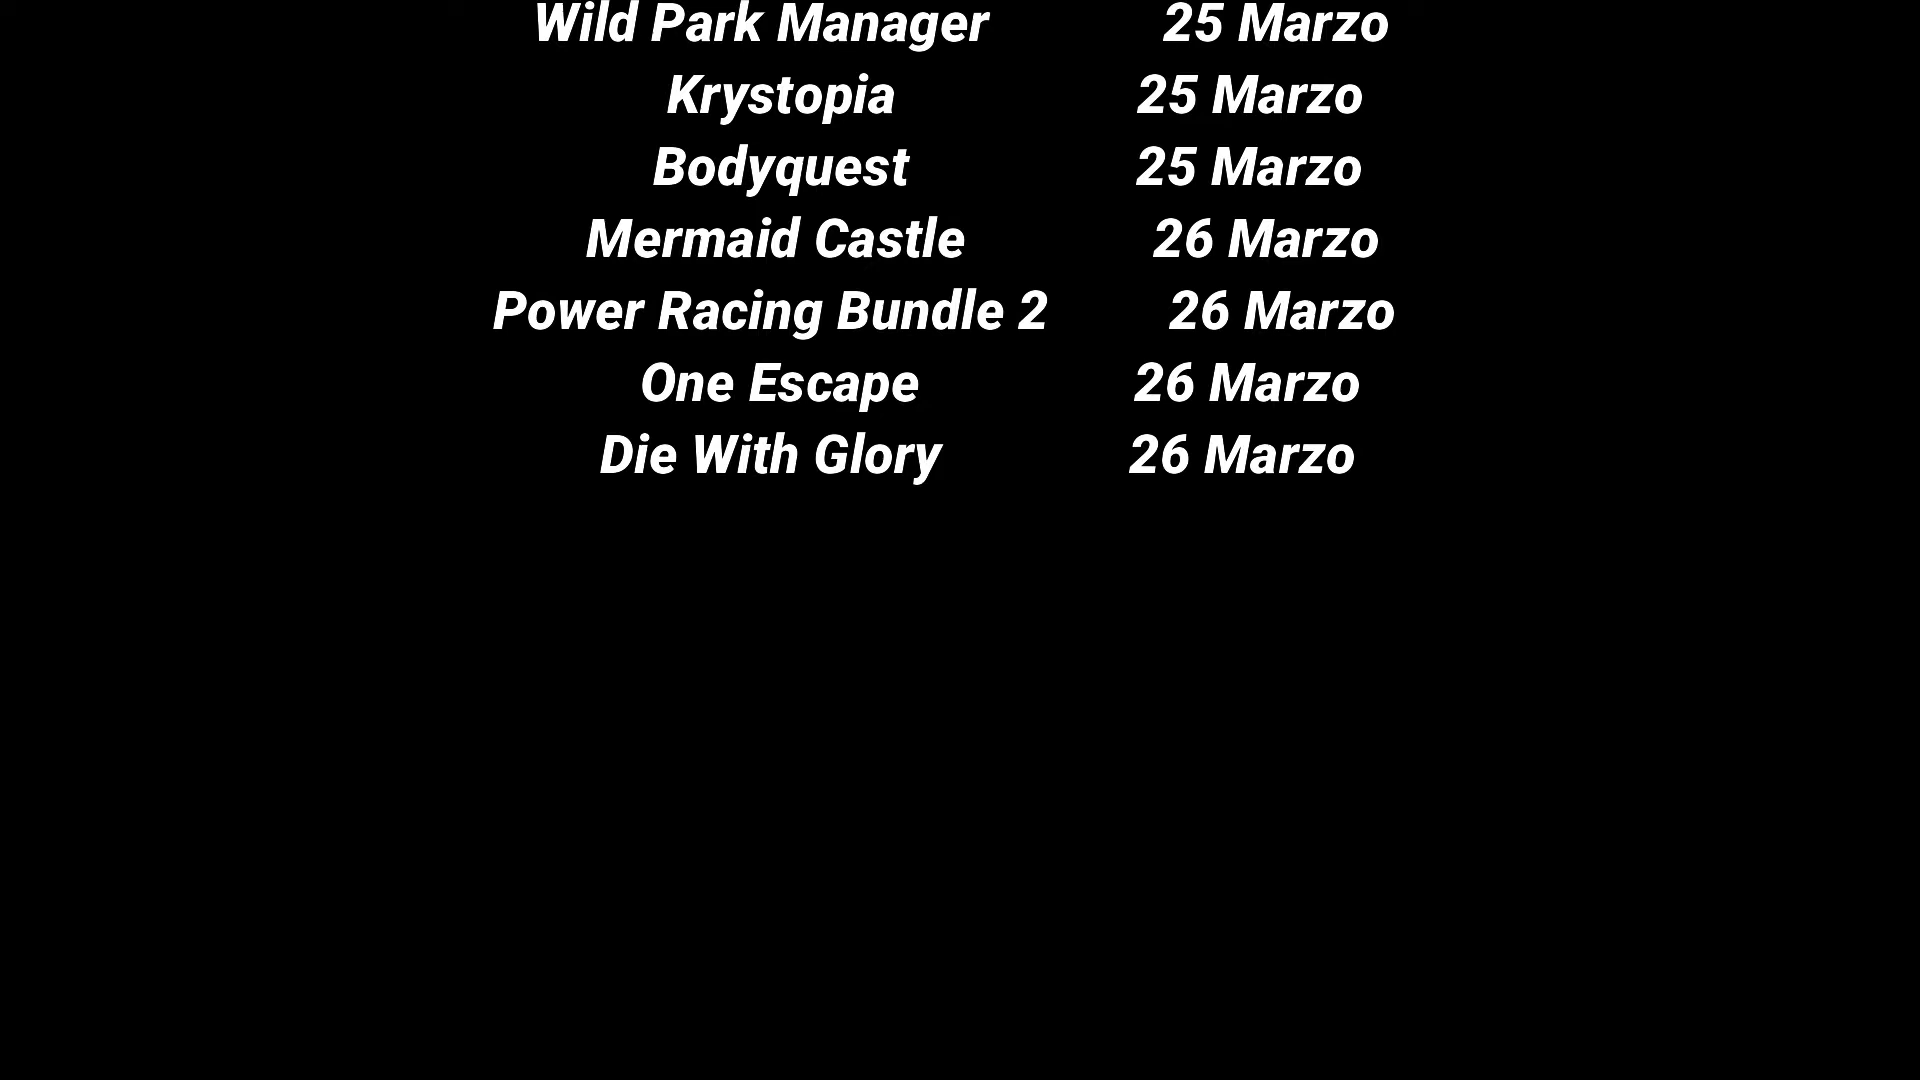 Wild Park Manager 25 Marzo
Krystopia 25 Marzo
Bodyquest 25 Marzo
Mermaid Castle 26 Marzo
Power Racing Bundle 2 26 Marzo
One Escape 26 Marzo
Die With Glory 26 Marzo